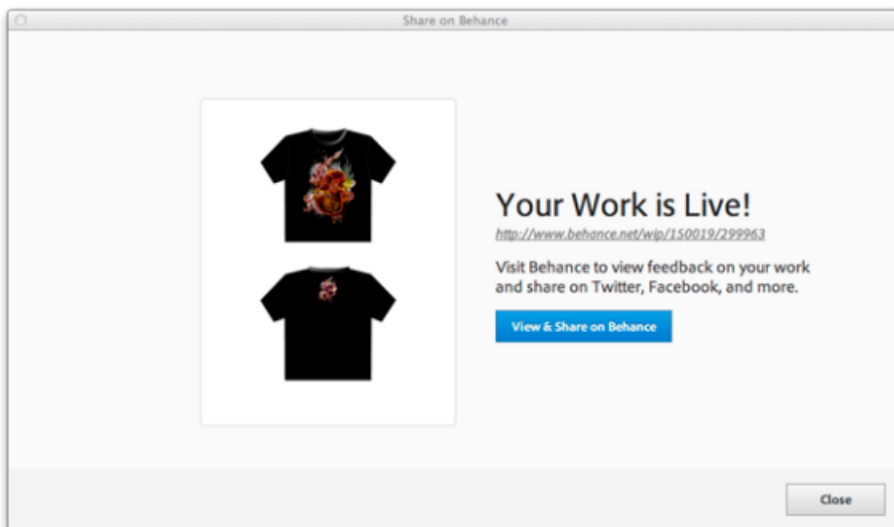 Share on Behance
Your Work is Live!
http://www.behance.net/wip/150019/299963
Visit Behance to view feedback on your work
and share on Twitter, Facebook, and more.
View & Share on Behance
Close